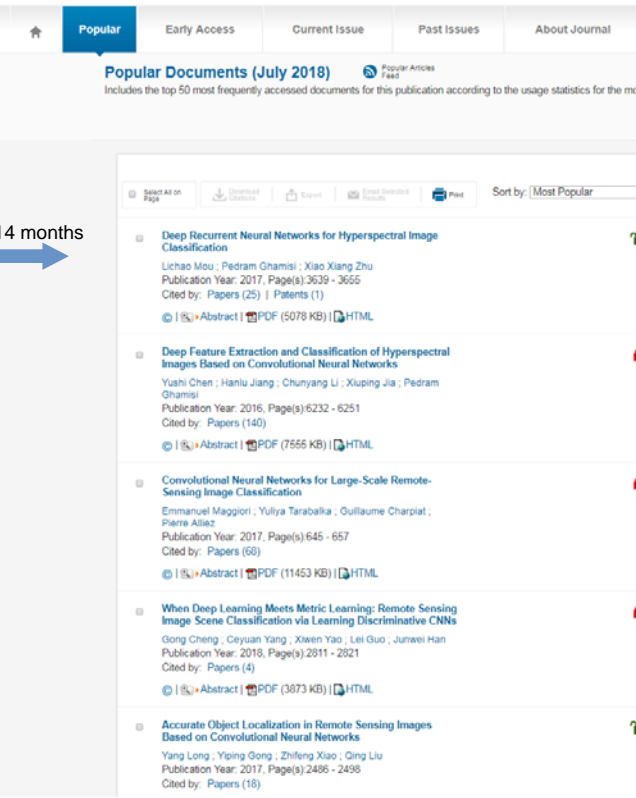 Popular Early Access Current Issue Past Issues About Journal
Popular Documents (July 2018) Popular Articles
Feed
Includes the top 50 most frequently accessed documents for this publication according to the usage statistics for the
Select All on
Page
Download
Citations
Export
Email Selected
Results
Print
Sort by: Most Popular
14 months
Deep Recurrent Neural Networks for Hyperspectral Image
Classification
Lichao Mou ; Pedram Ghamisi ; Xiao Xiang Zhu
Publication Year: 2017, Page(s):3639 - 3655
Cited by: Papers (25) | Patents (1)
© | Abstract | PDF (5078 KB) | HTML
Deep Feature Extraction and Classification of Hyperspectral
Images Based on Convolutional Neural Networks
Yushi Chen ; Hanlu Jiang ; Chunyang Li ; Xiuping Jia ; Pedram
Ghamisi
Publication Year: 2016, Page(s):6232 - 6251
Cited by: Papers (140)
© | Abstract | PDF (7555 KB) | HTML
Convolutional Neural Networks for Large-Scale Remote-
Sensing Image Classification
Emmanuel Maggiori ; Yuliya Tarabalka ; Guillaume Charpiat ;
Pierre Alliez
Publication Year: 2017, Page(s):645 - 657
Cited by: Papers (68)
© | Abstract | PDF (11453 KB) | HTML
When Deep Learning Meets Metric Learning: Remote Sensing
Image Scene Classification via Learning Discriminative CNNs
Gong Cheng ; Ceyuan Yang ; Xiwen Yao ; Lei Guo ; Junwei Han
Publication Year: 2018, Page(s):2811 - 2821
Cited by: Papers (4)
© | Abstract | PDF (3873 KB) | HTML
Accurate Object Localization in Remote Sensing Images
Based on Convolutional Neural Networks
Yang Long ; Yiping Gong ; Zhifeng Xiao ; Qing Liu
Publication Year: 2017, Page(s):2486 - 2498
Cited by: Papers (18)